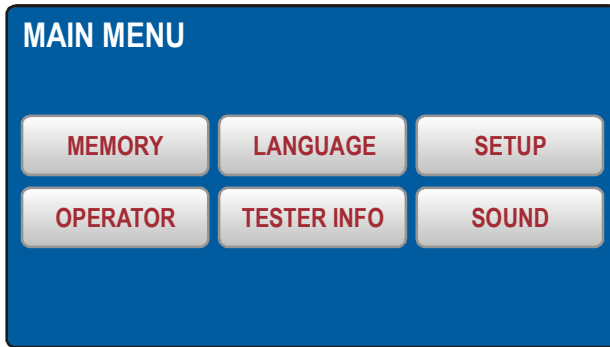 MAIN MENU
MEMORY LANGUAGE SETUP
OPERATOR TESTER INFO SOUND